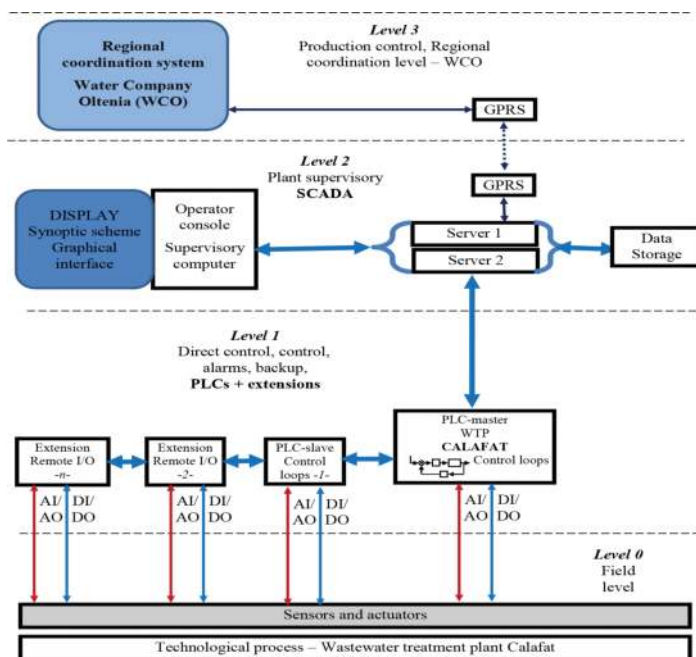 Level 3
Production control, Regional
coordination level – WCO
Regional
coordination system
Water Company
Oltenia (WCO)
GPRS
Level 2
Plant supervisory
SCADA
GPRS
DISPLAY
Synoptic scheme
Graphical
interface
Operator
console
Supervisory
computer
Server 1
Server 2
Data
Storage
Level 1
Direct control, control,
alarms, backup,
PLCs + extensions
Extension
Remote I/O
-n-
Extension
Remote I/O
-2-
PLC-slave
Control
loops -1-
PLC-master
WTP
CALAFAT
Control loops
AI/
AO
DI/
DO
AI/
AO
DI/
DO
AI/
AO
DI/
DO
AI/
AO
DI/
DO
Level 0
Field
level
Sensors and actuators
Technological process – Wastewater treatment plant Calafat